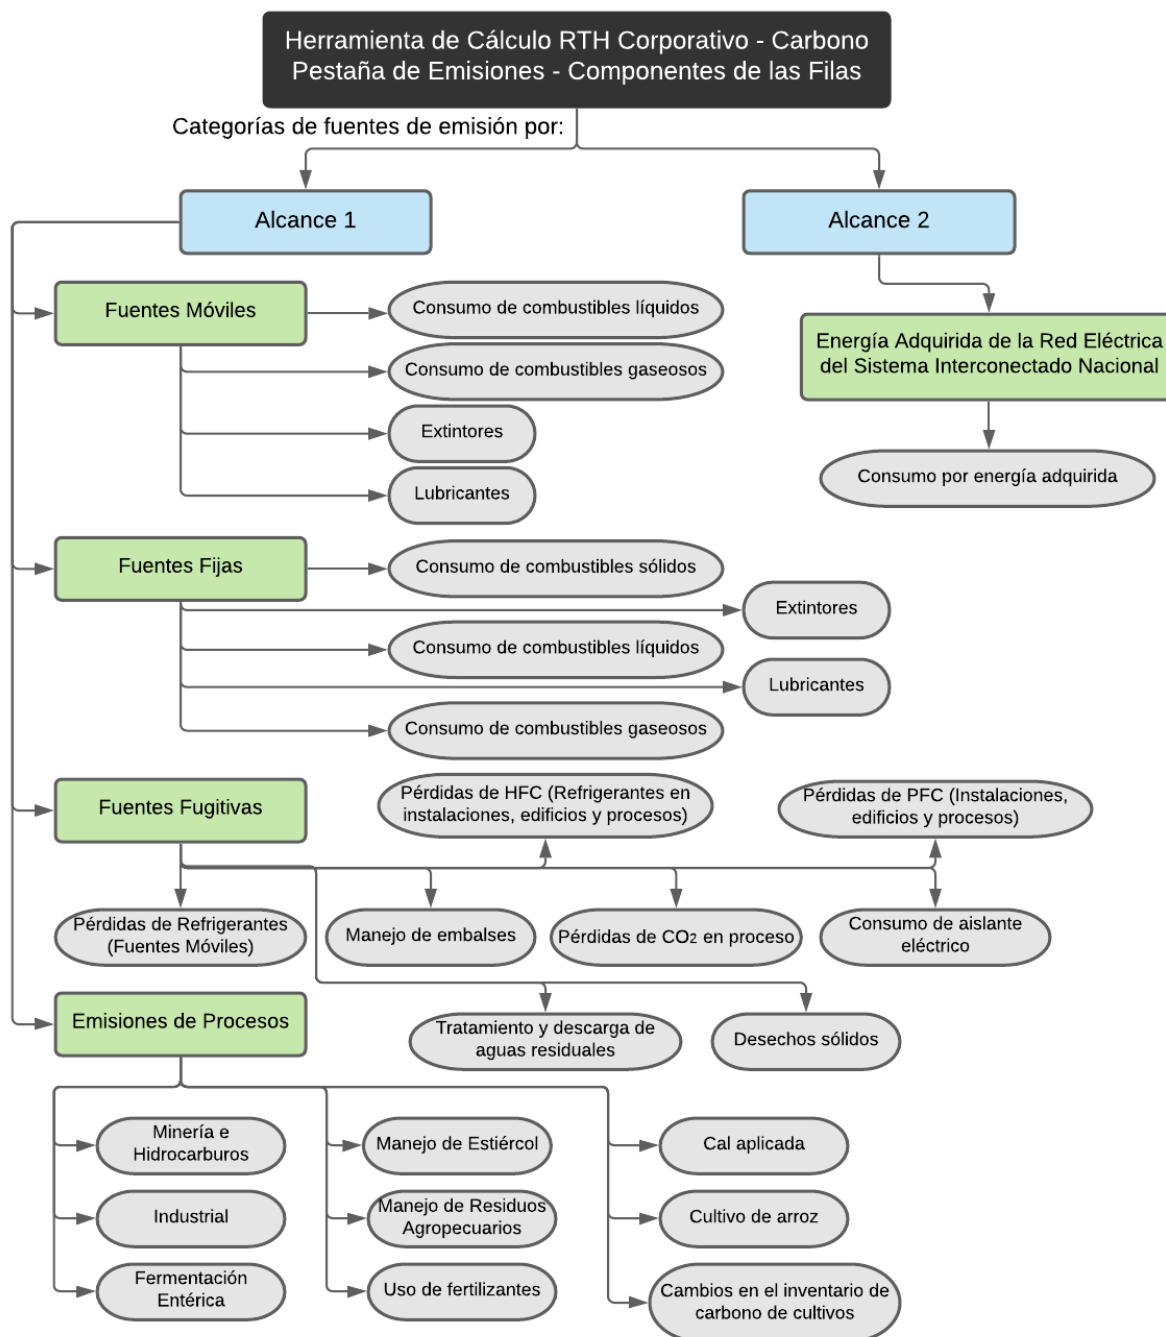 Herramienta de Cálculo RTH Corporativo - Carbono
Pestaña de Emisiones - Componentes de las Filas
Categorías de fuentes de emisión por:
Alcance 1
Alcance 2
Fuentes Móviles
Consumo de combustibles líquidos
Consumo de combustibles gaseosos
Extintores
Lubricantes
Energía Adquirida de la Red Eléctrica
del Sistema Interconectado Nacional
Consumo por energía adquirida
Fuentes Fijas
Consumo de combustibles sólidos
Extintores
Consumo de combustibles líquidos
Lubricantes
Consumo de combustibles gaseosos
Fuentes Fugitivas
Pérdidas de HFC (Refrigerantes en
instalaciones, edificios y procesos)
Pérdidas de PFC (Instalaciones,
edificios y procesos)
Pérdidas de Refrigerantes
(Fuentes Móviles)
Manejo de embalses
Pérdidas de CO2 en proceso
Consumo de aislante
eléctrico
Tratamiento y descarga de
aguas residuales
Desechos sólidos
Emisiones de Procesos
Minería e
Hidrocarburos
Manejo de Estiércol
Cal aplicada
Industrial
Manejo de Residuos
Agropecuarios
Cultivo de arroz
Fermentación
Entérica
Uso de fertilizantes
Cambios en el inventario de
carbono de cultivos